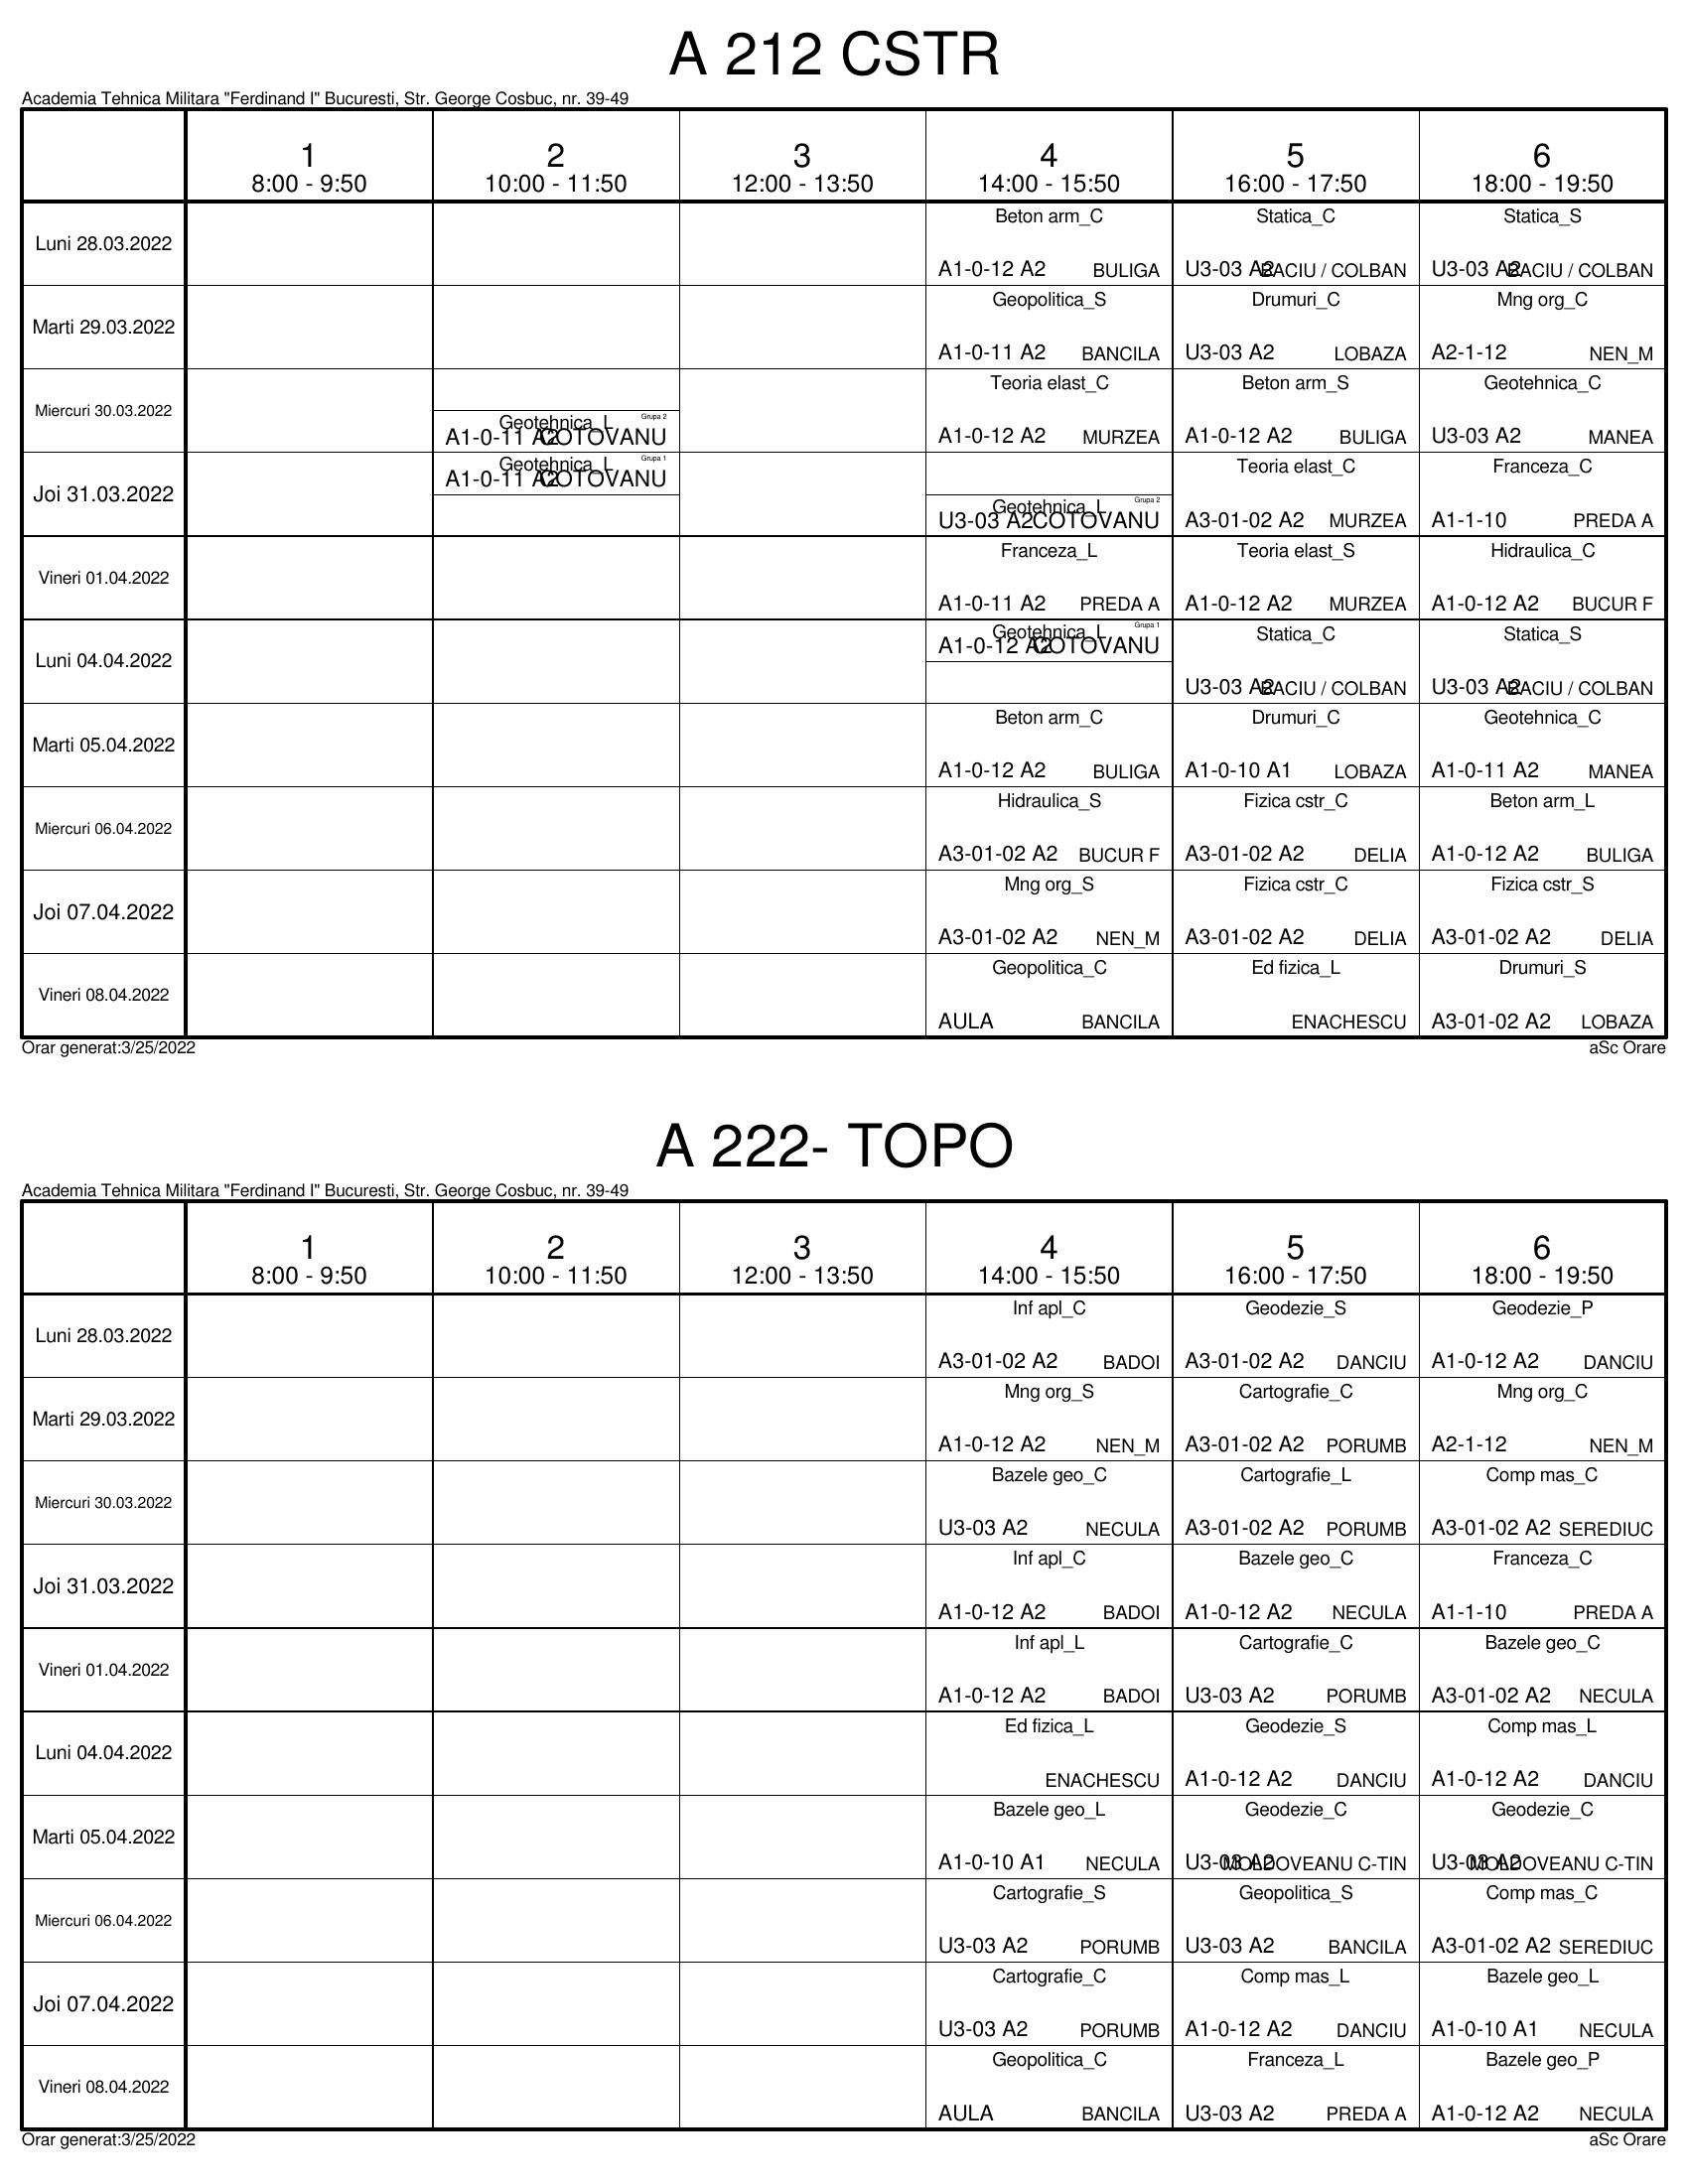 A 212 CSTR
Academia Tehnica Militara "Ferdinand I" Bucuresti, Str. George Cosbuc, nr. 39-49
1 2 3 4 5 6
8:00 - 9:50 10:00 - 11:50 12:00 - 13:50 14:00 - 15:50 16:00 - 17:50 18:00 - 19:50
Beton arm_C Statica_C Statica_S
Luni 28.03.2022
A1-0-12 A2 BULIGA U3-03 A2 BACIU / COLBAN U3-03 A2 BACIU / COLBAN
Geopolitica_S Drumuri_C Mng org_C
Marti 29.03.2022
A1-0-11 A2 BANCILA U3-03 A2 LOBAZA A2-1-12 NEN_M
Teoria elast_C Beton arm_S Geotehnica_C
Miercuri 30.03.2022
Geotehnica_L Grupa 2
A1-0-11 A2 COTOVANU A1-0-12 A2 MURZEA A1-0-12 A2 BULIGA U3-03 A2 MANEA
Geotehnica_L Grupa 1 Teoria elast_C Franceza_C
A1-0-11 A2 COTOVANU
Joi 31.03.2022
Geotehnica_L Grupa 2
U3-03 A2 COTOVANU A3-01-02 A2 MURZEA A1-1-10 PREDA A
Franceza_L Teoria elast_S Hidraulica_C
Vineri 01.04.2022
A1-0-11 A2 PREDA A A1-0-12 A2 MURZEA A1-0-12 A2 BUCUR F
Geotehnica_L Grupa 1 Statica_C Statica_S
A1-0-12 A2 COTOVANU
Luni 04.04.2022
U3-03 A2 BACIU / COLBAN U3-03 A2 BACIU / COLBAN
Beton arm_C Drumuri_C Geotehnica_C
Marti 05.04.2022
A1-0-12 A2 BULIGA A1-0-10 A1 LOBAZA A1-0-11 A2 MANEA
Hidraulica_S Fizica cstr_C Beton arm_L
Miercuri 06.04.2022
A3-01-02 A2 BUCUR F A3-01-02 A2 DELIA A1-0-12 A2 BULIGA
Mng org_S Fizica cstr_C Fizica cstr_S
Joi 07.04.2022
A3-01-02 A2 NEN_M A3-01-02 A2 DELIA A3-01-02 A2 DELIA
Geopolitica_C Ed fizica_L Drumuri_S
Vineri 08.04.2022
AULA BANCILA ENACHESCU A3-01-02 A2 LOBAZA
Orar generat:3/25/2022 aSc Orare
A 222- TOPO
Academia Tehnica Militara "Ferdinand I" Bucuresti, Str. George Cosbuc, nr. 39-49
1 2 3 4 5 6
8:00 - 9:50 10:00 - 11:50 12:00 - 13:50 14:00 - 15:50 16:00 - 17:50 18:00 - 19:50
Inf apl_C Geodezie_S Geodezie_P
Luni 28.03.2022
A3-01-02 A2 BADOI A3-01-02 A2 DANCIU A1-0-12 A2 DANCIU
Mng org_S Cartografie_C Mng org_C
Marti 29.03.2022
A1-0-12 A2 NEN_M A3-01-02 A2 PORUMB A2-1-12 NEN_M
Bazele geo_C Cartografie_L Comp mas_C
Miercuri 30.03.2022
U3-03 A2 NECULA A3-01-02 A2 PORUMB A3-01-02 A2 SEREDIUC
Inf apl_C Bazele geo_C Franceza_C
Joi 31.03.2022
A1-0-12 A2 BADOI A1-0-12 A2 NECULA A1-1-10 PREDA A
Inf apl_L Cartografie_C Bazele geo_C
Vineri 01.04.2022
A1-0-12 A2 BADOI U3-03 A2 PORUMB A3-01-02 A2 NECULA
Ed fizica_L Geodezie_S Comp mas_L
Luni 04.04.2022
ENACHESCU A1-0-12 A2 DANCIU A1-0-12 A2 DANCIU
Bazele geo_L Geodezie_C Geodezie_C
Marti 05.04.2022
A1-0-10 A1 NECULA U3-03 A2 MOLDOVEANU C-TIN U3-03 A2 MOLDOVEANU C-TIN
Cartografie_S Geopolitica_S Comp mas_C
Miercuri 06.04.2022
U3-03 A2 PORUMB U3-03 A2 BANCILA A3-01-02 A2 SEREDIUC
Cartografie_C Comp mas_L Bazele geo_L
Joi 07.04.2022
U3-03 A2 PORUMB A1-0-12 A2 DANCIU A1-0-10 A1 NECULA
Geopolitica_C Franceza_L Bazele geo_P
Vineri 08.04.2022
AULA BANCILA U3-03 A2 PREDA A A1-0-12 A2 NECULA
Orar generat:3/25/2022 aSc Orare